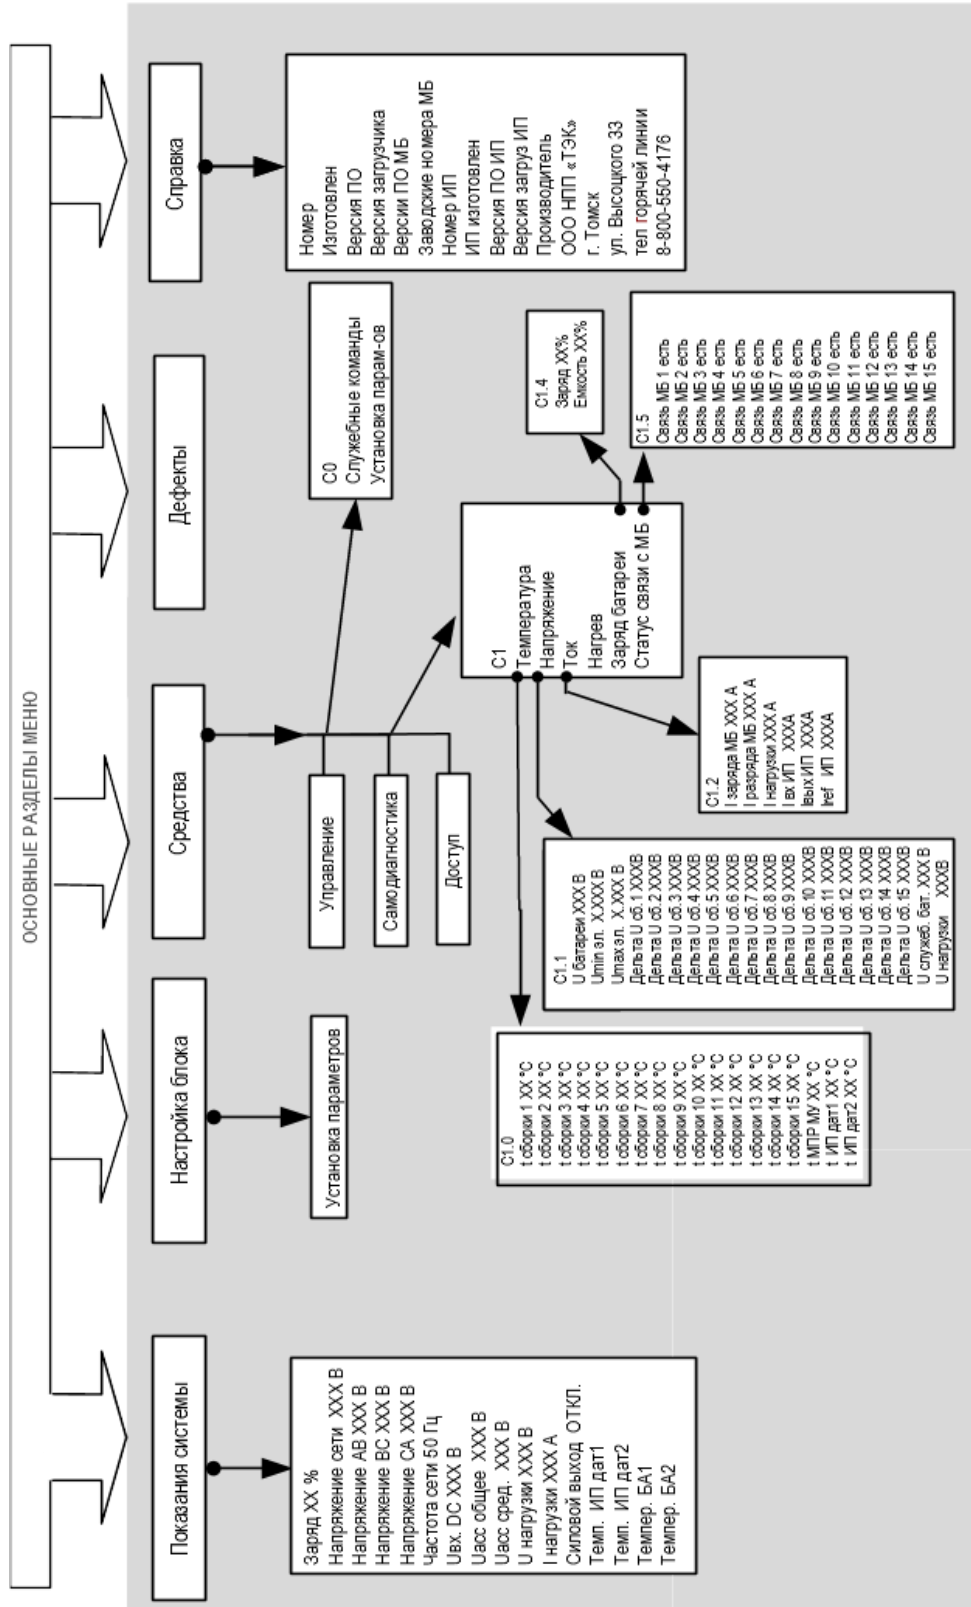 ОСНОВНЫЕ РАЗДЕЛЫ МЕНЮ
Показания системы
Заряд XX %
Напряжение сети XXX В
Напряжение АВ XXX В
Напряжение ВС XXX В
Напряжение СА XXX В
Частота сети 50 Гц
Uвх. DC XXX В
Uacc общее XXX В
Uacc сред. XXX В
U нагрузки XXX В
I нагрузки XXX А
Силовой выход ОТКЛ.
Темп. ИП дат1
Темп. ИП дат2
Темпер. БА1
Темпер. БА2
Настройка блока
Установка параметров
Средства
Управление
Самодиагностика
Доступ
С0
Служебные команды
Установка парам-ов
С1
Температура
Напряжение
Ток
Нагрев
Заряд батареи
Статус связи с МБ
С1.0
t сборки 1 XX °C
t сборки 2 XX °C
t сборки 3 XX °C
t сборки 4 XX °C
t сборки 5 XX °C
t сборки 6 XX °C
t сборки 7 XX °C
t сборки 8 XX °C
t сборки 9 XX °C
t сборки 10 XX °C
t сборки 11 XX °C
t сборки 12 XX °C
t сборки 13 XX °C
t сборки 14 XX °C
t сборки 15 XX °C
t МПР МУ XX °C
t ИП дат1 XX °C
t ИП дат2 XX °C
С1.1
U батареи XXX В
Umin эл. X.XXX В
Umax эл. X.XXX В
Дельта U сб.1 XXXВ
Дельта U сб.2 XXXВ
Дельта U сб.3 XXXВ
Дельта U сб.4 XXXВ
Дельта U сб.5 XXXВ
Дельта U сб.6 XXXВ
Дельта U сб.7 XXXВ
Дельта U сб.8 XXXВ
Дельта U сб.9 XXXВ
Дельта U сб.10 XXXВ
Дельта U сб.11 XXXВ
Дельта U сб.12 XXXВ
Дельта U сб.13 XXXВ
Дельта U сб.14 XXXВ
Дельта U сб.15 XXXВ
U служеб. бат. XXX В
U нагрузки XXXВ
С1.2
I заряда МБ XXX А
I разряда МБ XXX А
I нагрузки XXX А
I вх ИП XXXА
Iвых ИП XXXА
Iref ИП XXXА
С1.4
Заряд XX%
Емкость XX%
С1.5
Связь МБ 1 есть
Связь МБ 2 есть
Связь МБ 3 есть
Связь МБ 4 есть
Связь МБ 5 есть
Связь МБ 6 есть
Связь МБ 7 есть
Связь МБ 8 есть
Связь МБ 9 есть
Связь МБ 10 есть
Связь МБ 11 есть
Связь МБ 12 есть
Связь МБ 13 есть
Связь МБ 14 есть
Связь МБ 15 есть
Дефекты
Справка
Номер
Изготовлен
Версия ПО
Версия загрузчика
Версии ПО МБ
Заводские номера МБ
Номер ИП
ИП изготовлен
Версия ПО ИП
Версия загруз ИП
Производитель
ООО НПП «ТЭК»
г. Томск
ул. Высоцкого 33
тел горячей линии
8-800-550-4176